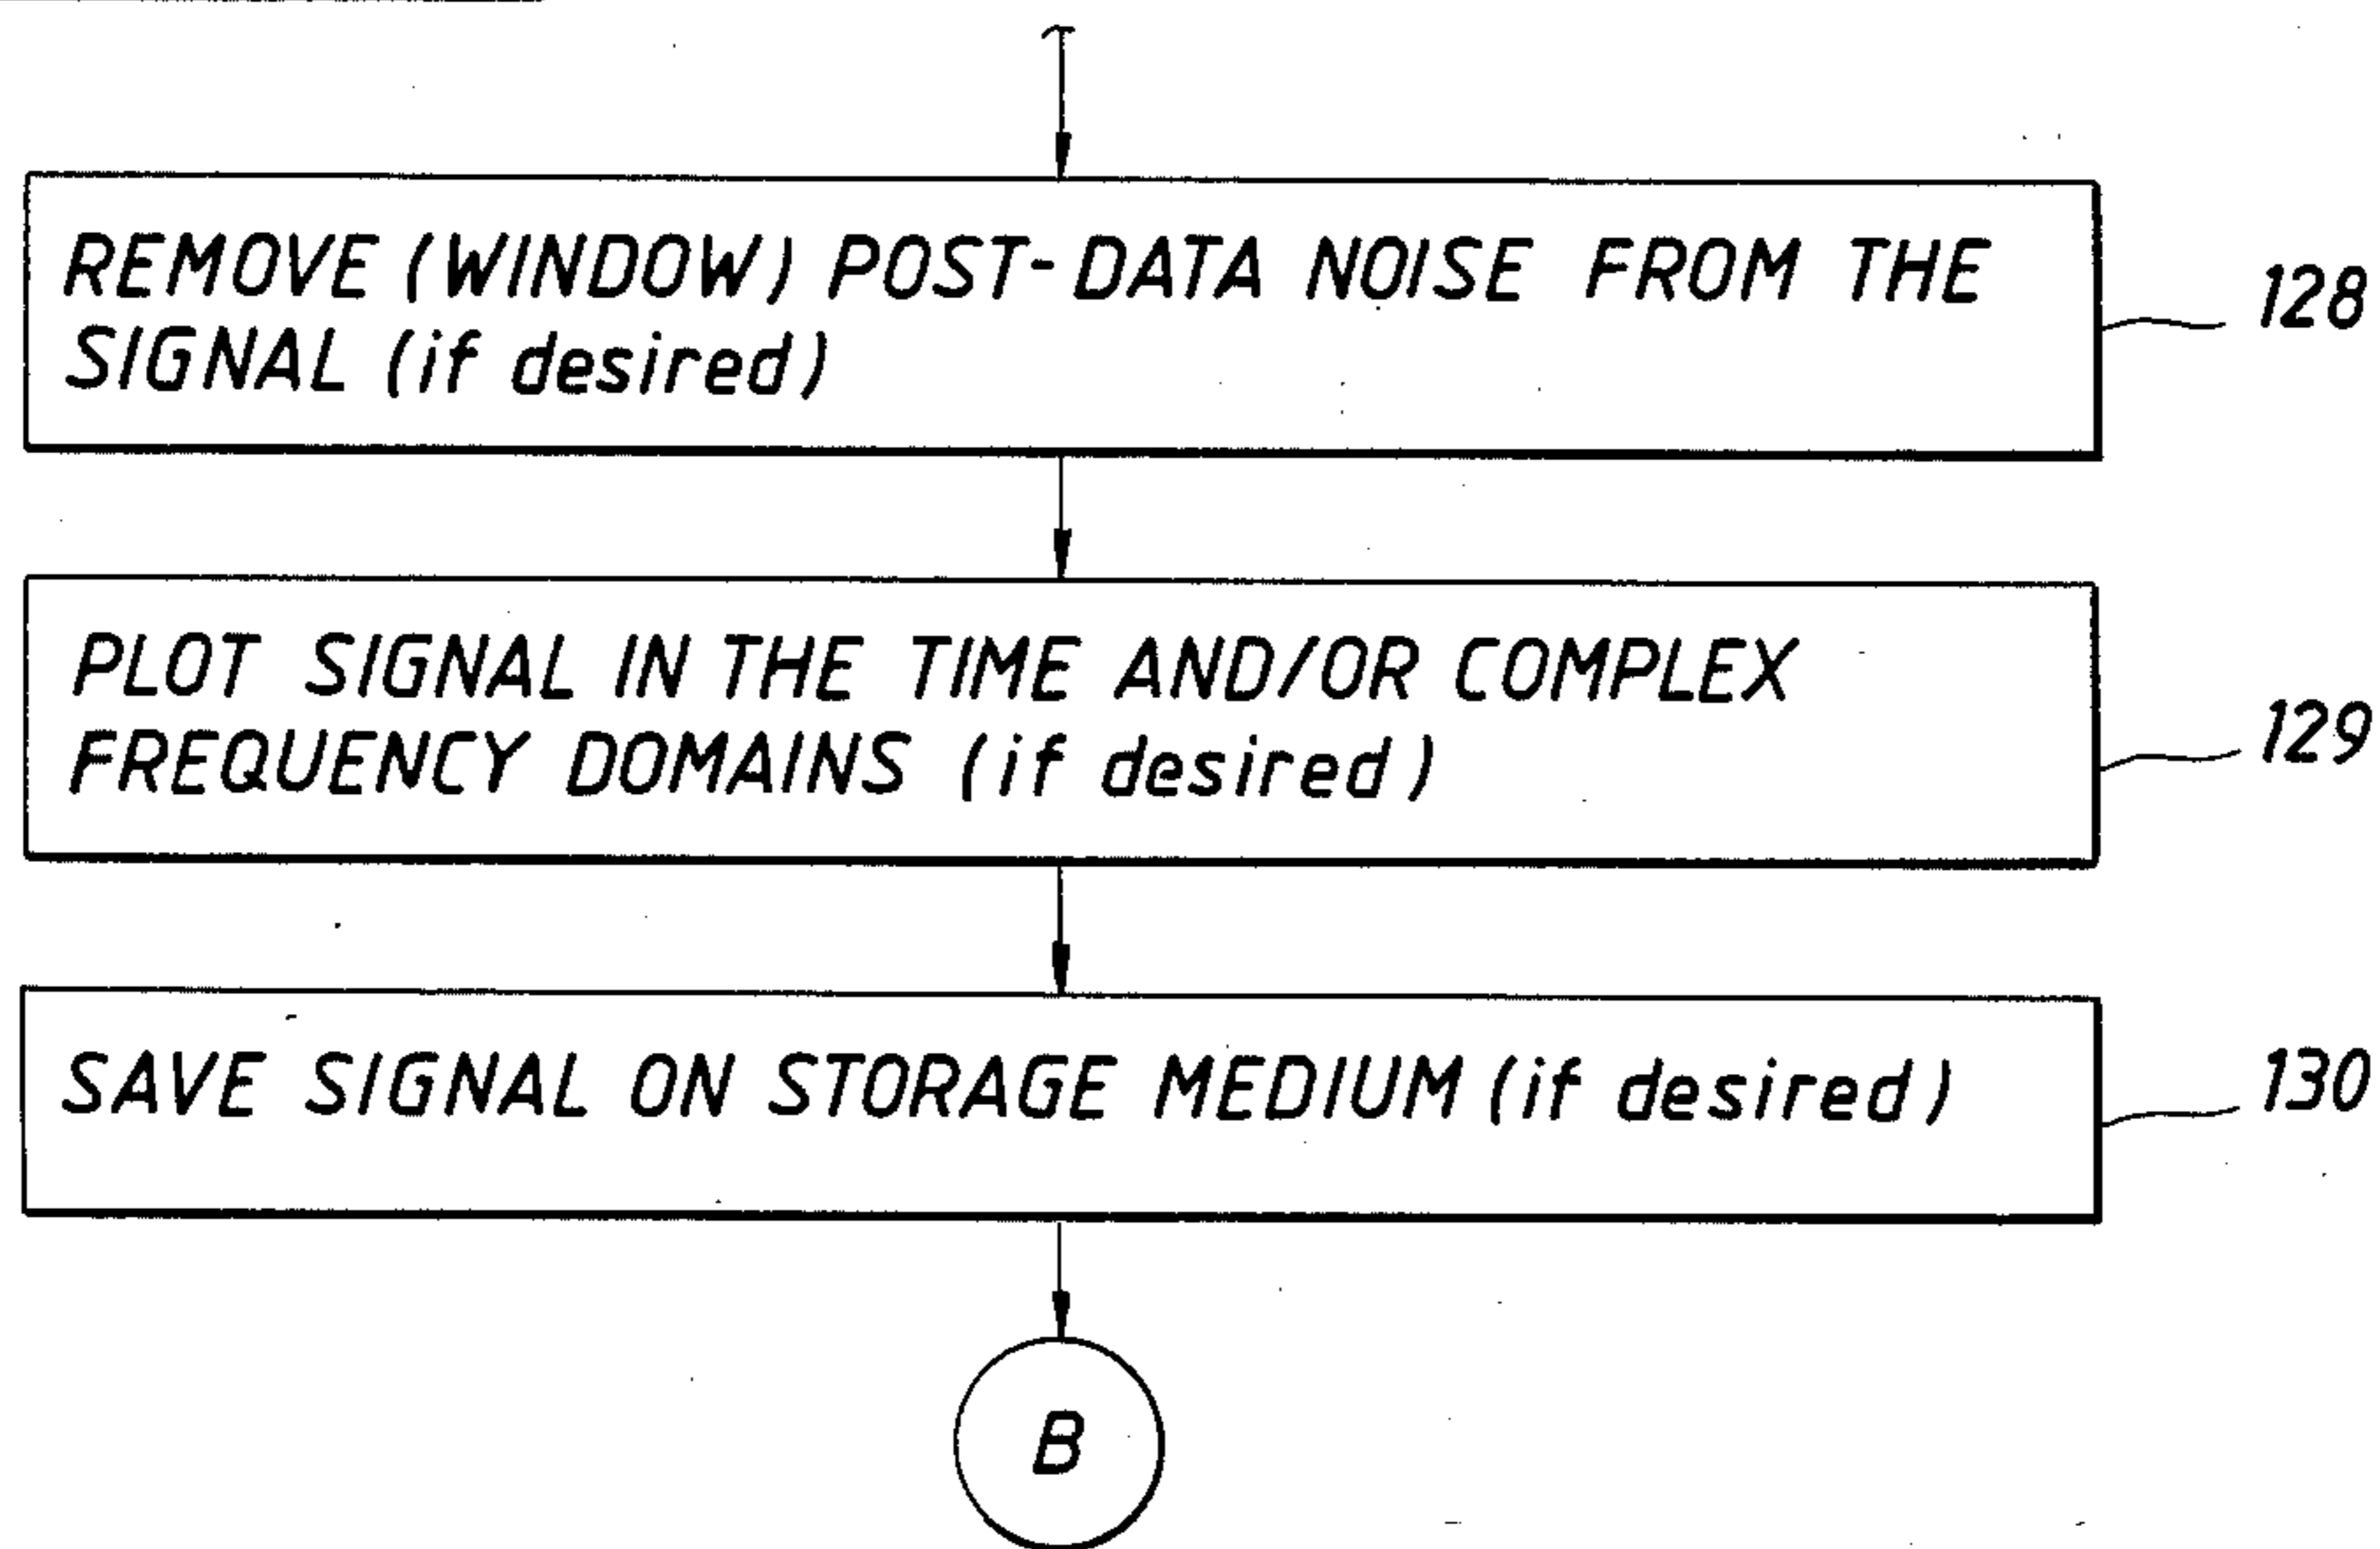 REMOVE (WINDOW) POST-DATA NOISE FROM THE
SIGNAL (if desired)
128
PLOT SIGNAL IN THE TIME AND/OR COMPLEX
FREQUENCY DOMAINS (if desired)
129
SAVE SIGNAL ON STORAGE MEDIUM (if desired)
130
B